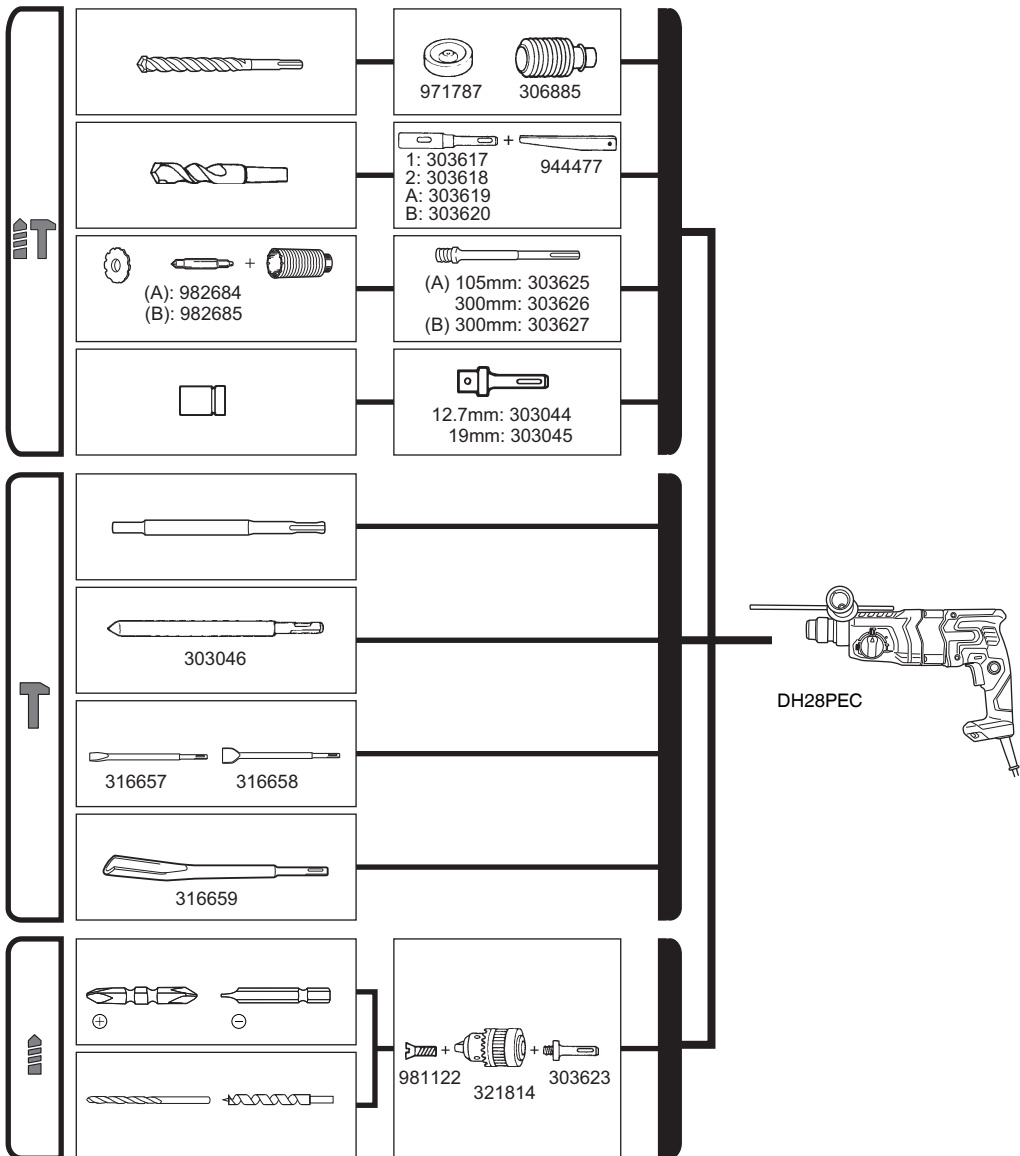 971787 306885
1: 303617
2: 303618
A: 303619
B: 303620
944477
(A): 982684
(B): 982685
(A) 105mm: 303625
300mm: 303626
(B) 300mm: 303627
12.7mm: 303044
19mm: 303045
303046
316657 316658
316659
981122 321814 303623
DH28PEC